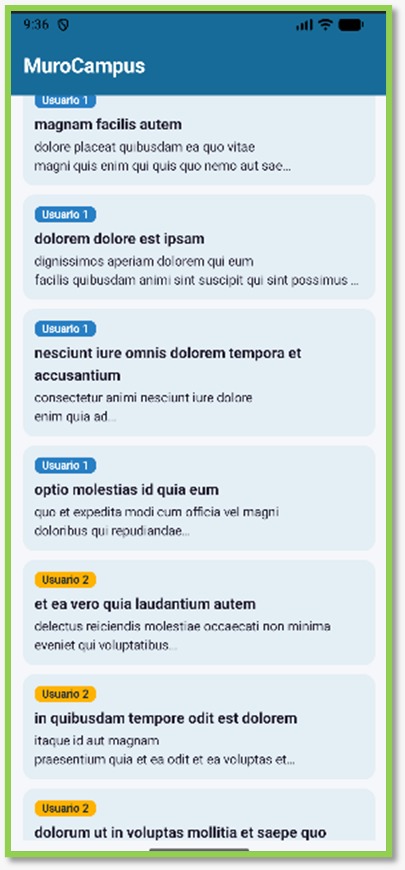 9:36
MuroCampus
Usuario 1
magnam facilis autem
dolore placeat quibusdam ea quo vitae
magni quis enim qui quis quo nemo aut sae...
Usuario 1
dolorem dolore est ipsam
dignissimos aperiam dolorem qui eum
facilis quibusdam animi sint suscipit qui sint possimus ...
Usuario 1
nesciunt iure omnis dolorem tempora et
accusantium
consectetur animi nesciunt iure dolore
enim quia ad...
Usuario 1
optio molestias id quia eum
quo et expedita modi cum officia vel magni
doloribus qui repudiandae...
Usuario 2
et ea vero quia laudantium autem
delectus reiciendis molestiae occaecati non minima
eveniet qui voluptatibus...
Usuario 2
in quibusdam tempore odit est dolorem
itaque id aut magnam
praesentium quia et ea odit et ea voluptas et...
Usuario 2
dolorum ut in voluptas mollitia et saepe quo